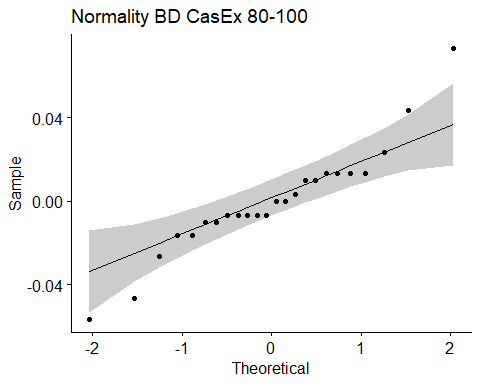 Normality BD CasEx 80-100
0.04
0.00
-0.04
Sample
-2 -1 0 1 2
Theoretical